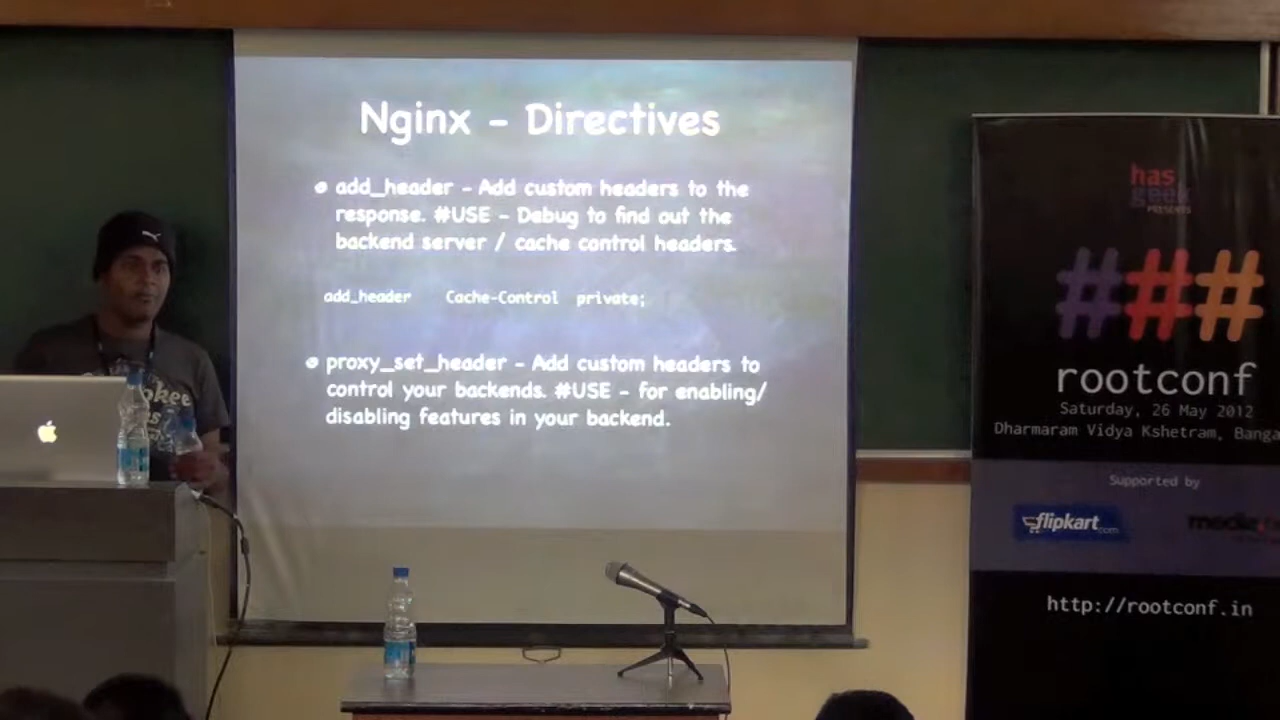 Nginx - Directives
add_header - Add custom headers to the
response. #USE - Debug to find out the
backend server / cache control headers.
add_header Cache-Control private;
proxy_set_header - Add custom headers to
control your backends. #USE - for enabling/
disabling features in your backend.
has
geek
PRESENTS
###
rootconf
Saturday, 26 May 2012
Dharmaram Vidya Kshetram, Banga
Supported by
flipkart.com
http://rootconf.in